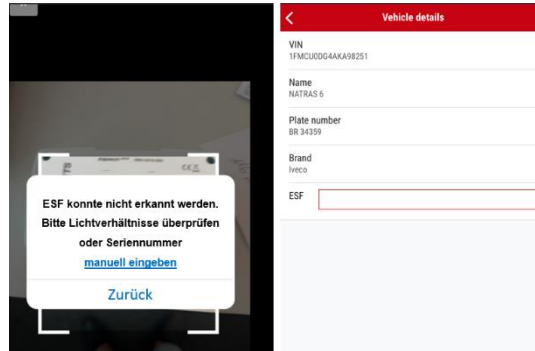 ESF konnte nicht erkannt werden.
Bitte Lichtverhältnisse überprüfen
oder Seriennummer
manuell eingeben
Zurück
Vehicle details
VIN
1FMCU0DG4AKA98251
Name
NATRAS 6
Plate number
BR 34359
Brand
Iveco
ESF